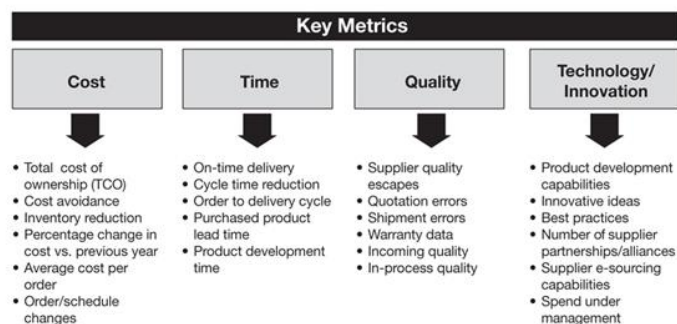 Key Metrics
Cost
Time
Quality
Technology/
Innovation
• Total cost of
ownership (TCO)
• Cost avoidance
• Inventory reduction
• Percentage change in
cost vs. previous year
• Average cost per
order
• Order/schedule
changes
• On-time delivery
• Cycle time reduction
• Order to delivery cycle
• Purchased product
lead time
• Product development
time
• Supplier quality
escapes
• Quotation errors
• Shipment errors
• Warranty data
• Incoming quality
• In-process quality
• Product development
capabilities
• Innovative ideas
• Best practices
• Number of supplier
partnerships/alliances
• Supplier e-sourcing
capabilities
• Spend under
management